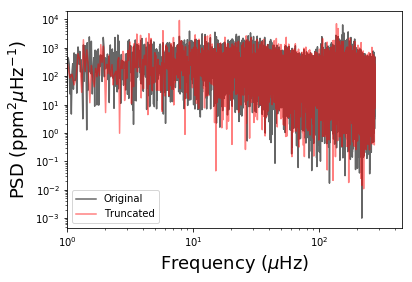 PSD (ppm²μHz⁻¹)
10⁴
10³
10²
10¹
10⁰
10⁻¹
10⁻²
10⁻³
Original
Truncated
10⁰ 10¹ 10²
Frequency (μHz)